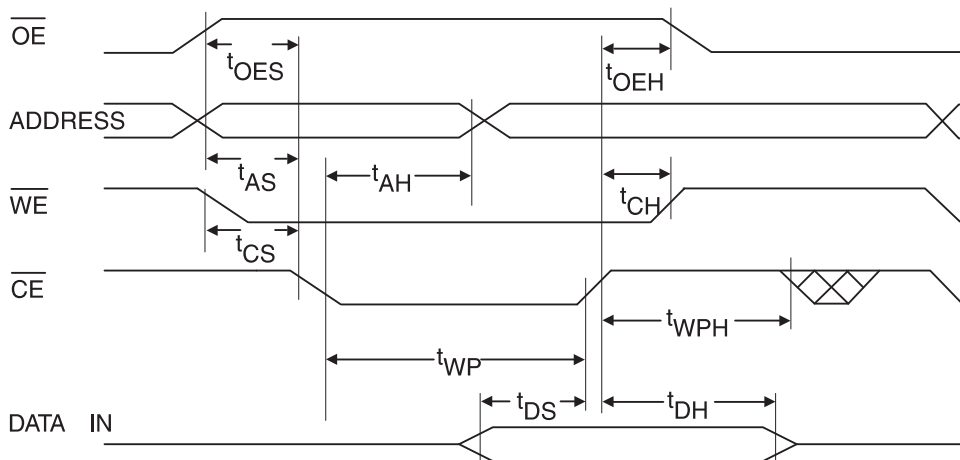 OE
tOES
tOEH
ADDRESS
tAS
tAH
WE
tCH
tCS
CE
tWPH
tWP
tDS
tDH
DATA IN